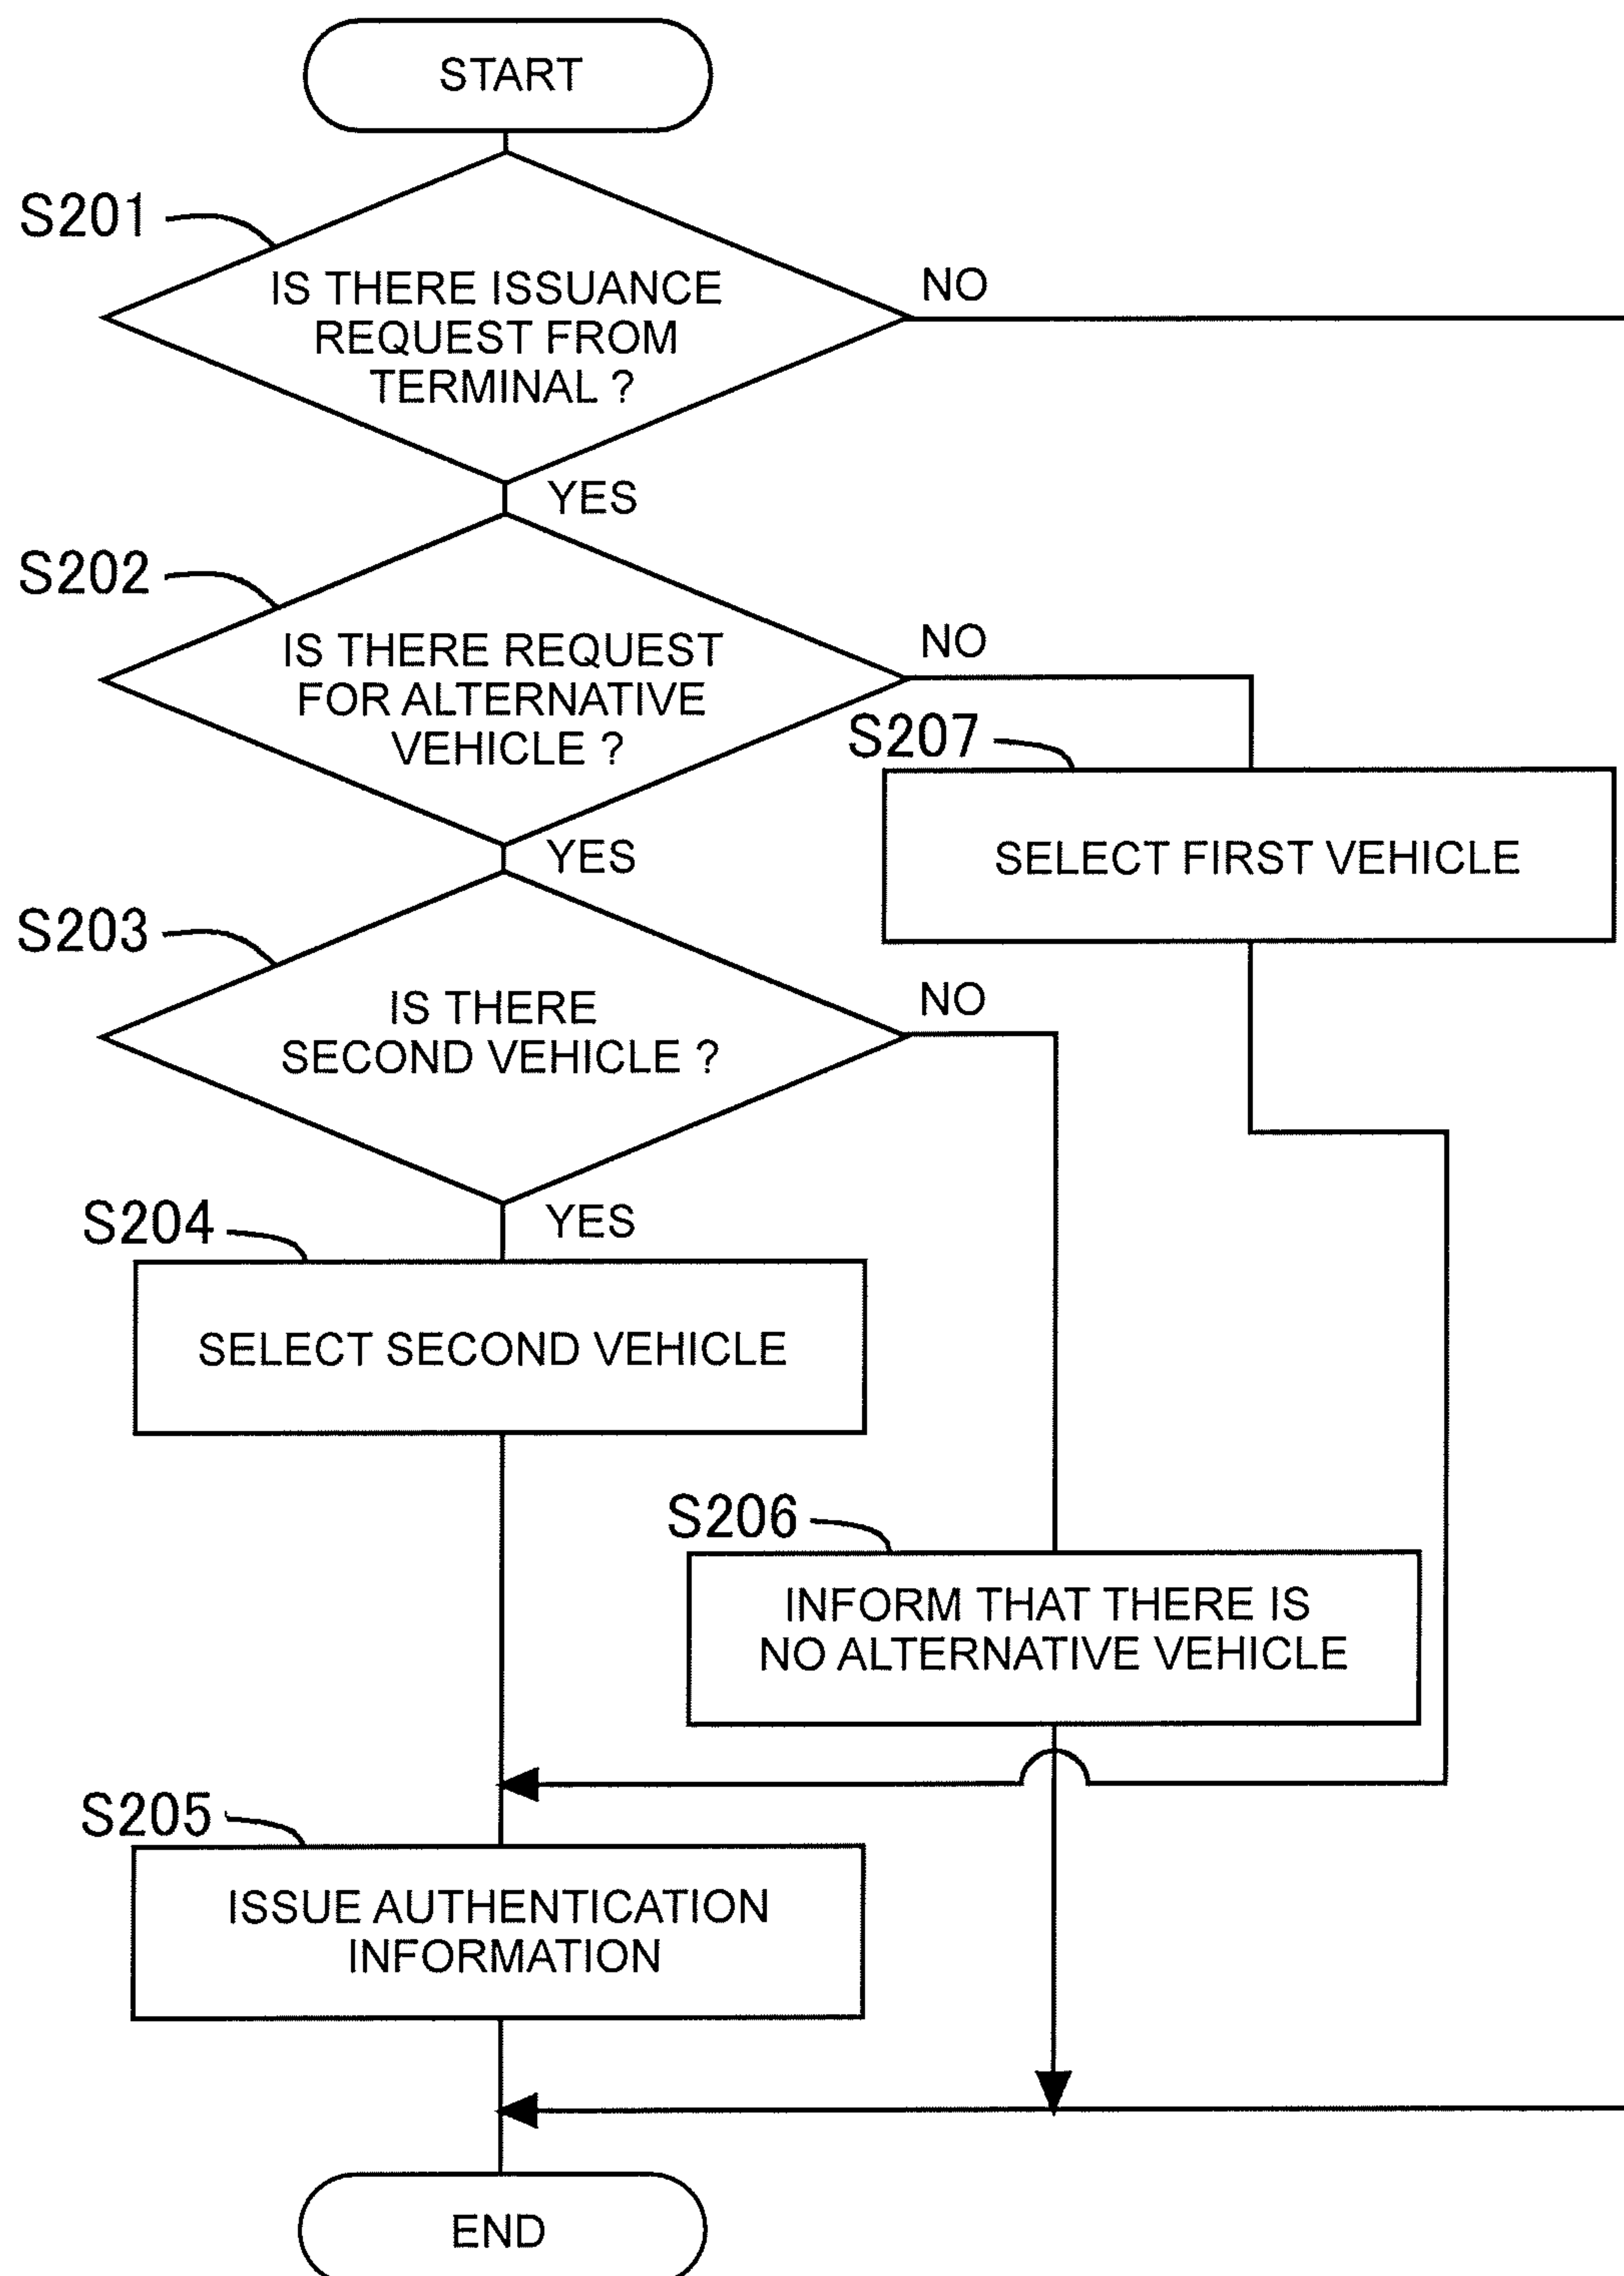 START
S201
IS THERE ISSUANCE
REQUEST FROM
TERMINAL ?
NO
YES
S202
IS THERE REQUEST
FOR ALTERNATIVE
VEHICLE ?
NO
S207
SELECT FIRST VEHICLE
YES
S203
IS THERE
SECOND VEHICLE ?
NO
YES
S204
SELECT SECOND VEHICLE
S206
INFORM THAT THERE IS
NO ALTERNATIVE VEHICLE
S205
ISSUE AUTHENTICATION
INFORMATION
END